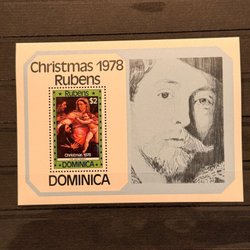 Christmas 1978
Rubens
Rubens
$2
Christmas 1978
DOMINICA
DOMINICA